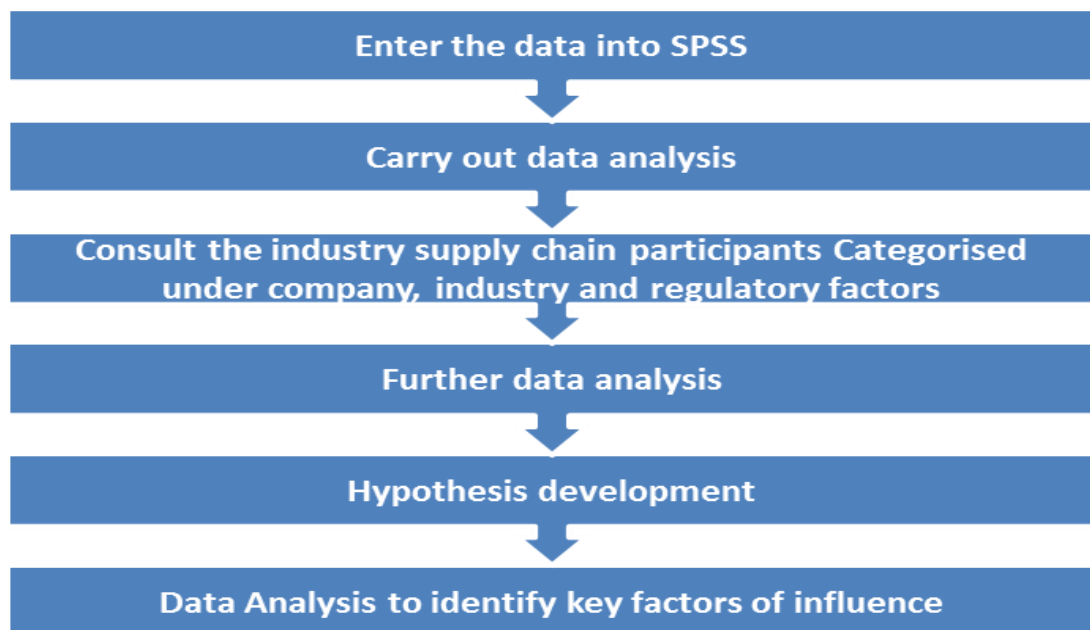 Enter the data into SPSS
Carry out data analysis
Consult the industry supply chain participants Categorised
under company, industry and regulatory factors
Further data analysis
Hypothesis development
Data Analysis to identify key factors of influence